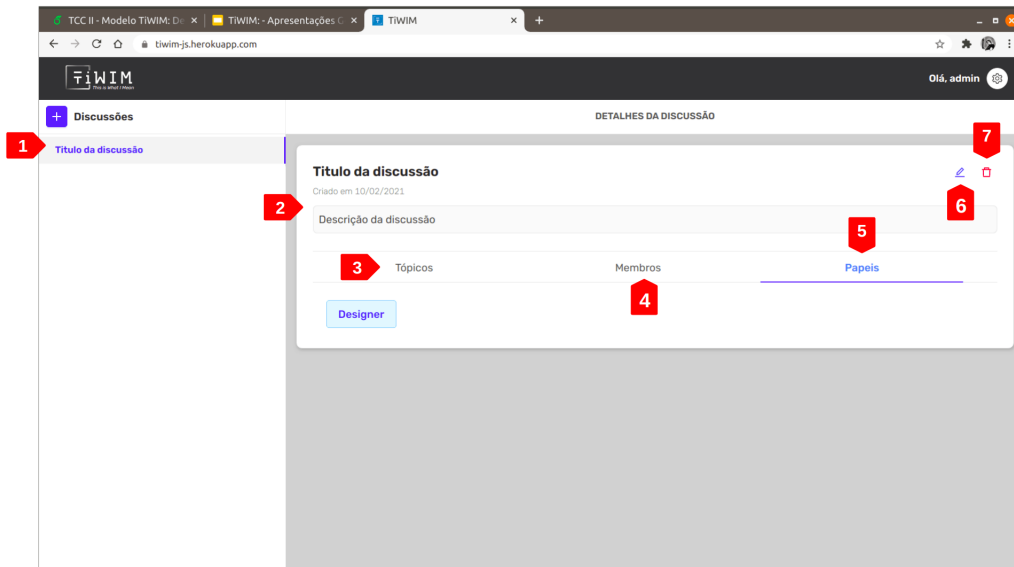 TCC II - Modelo TiWIM: De
TiWIM: - Apresentações G
TiWIM
tiwim-js.herokuapp.com
TiWIM
This is What I Mean
Olá, admin
Discussões
DETALHES DA DISCUSSÃO
7
1
Titulo da discussão
Titulo da discussão
Criado em 10/02/2021
6
2
Descrição da discussão
5
3
Tópicos
Membros
Papeis
4
Designer